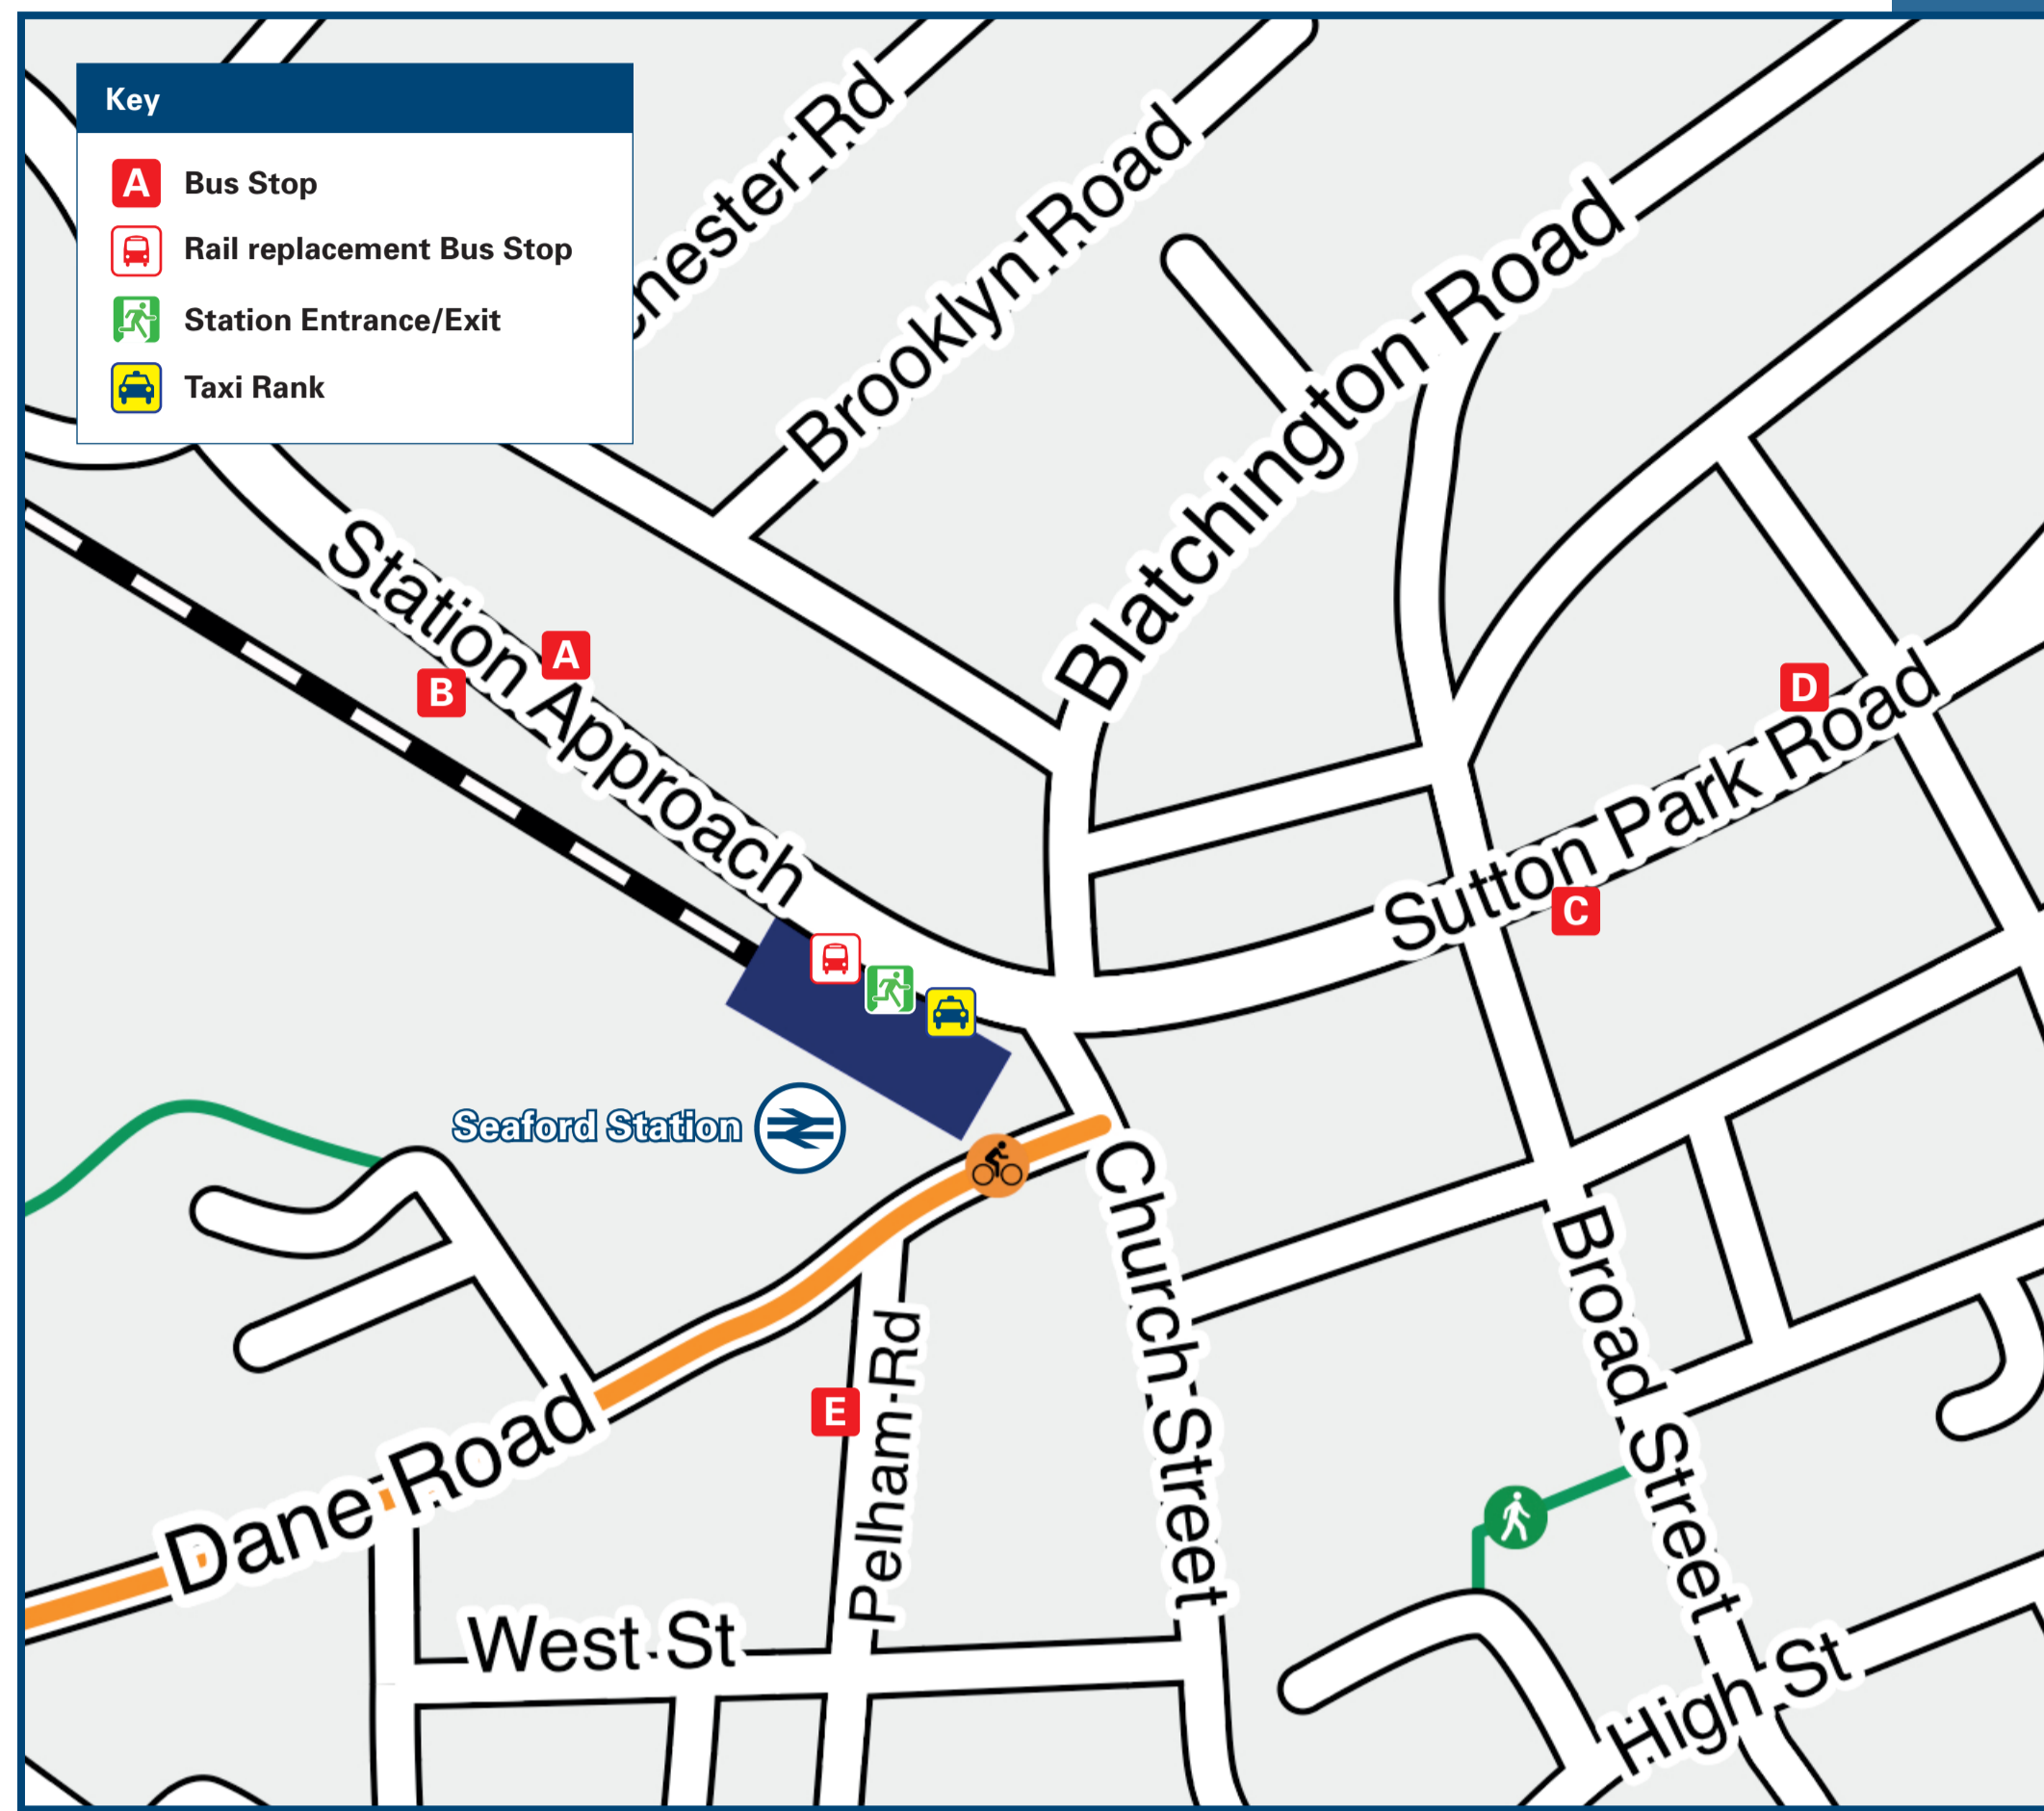 Key
A Bus Stop
Rail replacement Bus Stop
Station Entrance/Exit
Taxi Rank
Rd
Brooklyn Road
Blatchington Road
Station Approach
A
B
D
Sutton Park Road
C
Seaford Station
Church Street
Broad Street
Pelham Rd
E
Dane Road
West St
High St